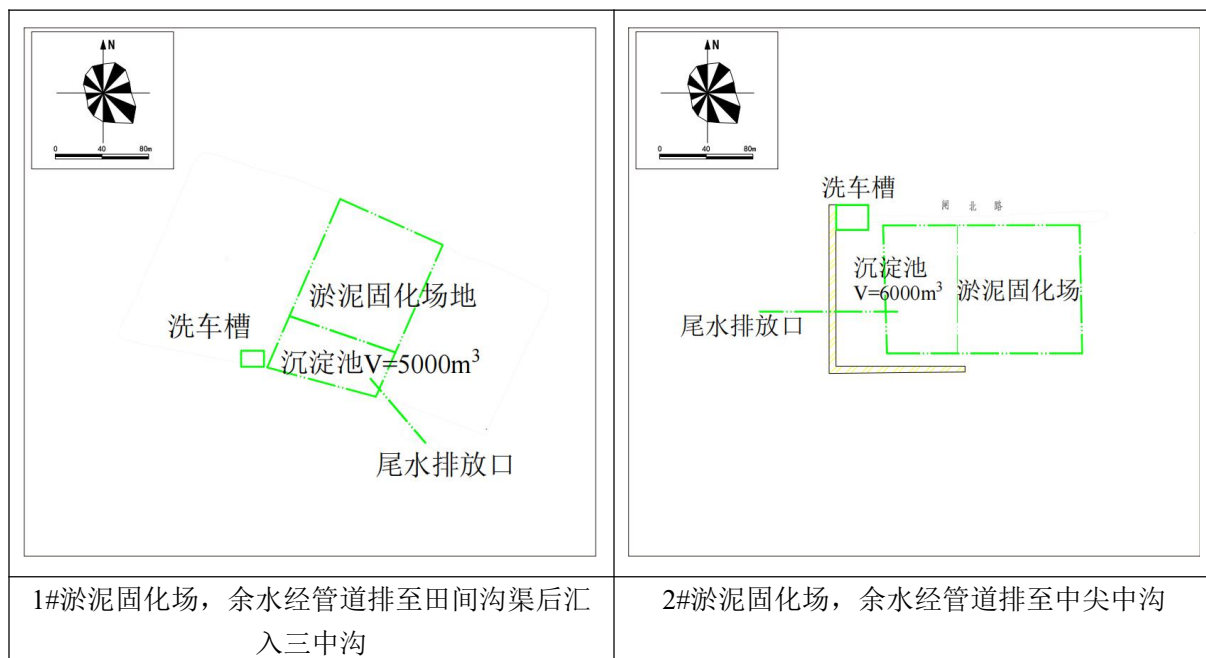 N
0 40 80m
淤泥固化场地
洗车槽
沉淀池V=5000m³
尾水排放口
N
0 40 80m
洗车槽
闸北路
沉淀池
V=6000m³
淤泥固化场
尾水排放口
1#淤泥固化场，余水经管道排至田间沟渠后汇
入三中沟
2#淤泥固化场，余水经管道排至中尖中沟